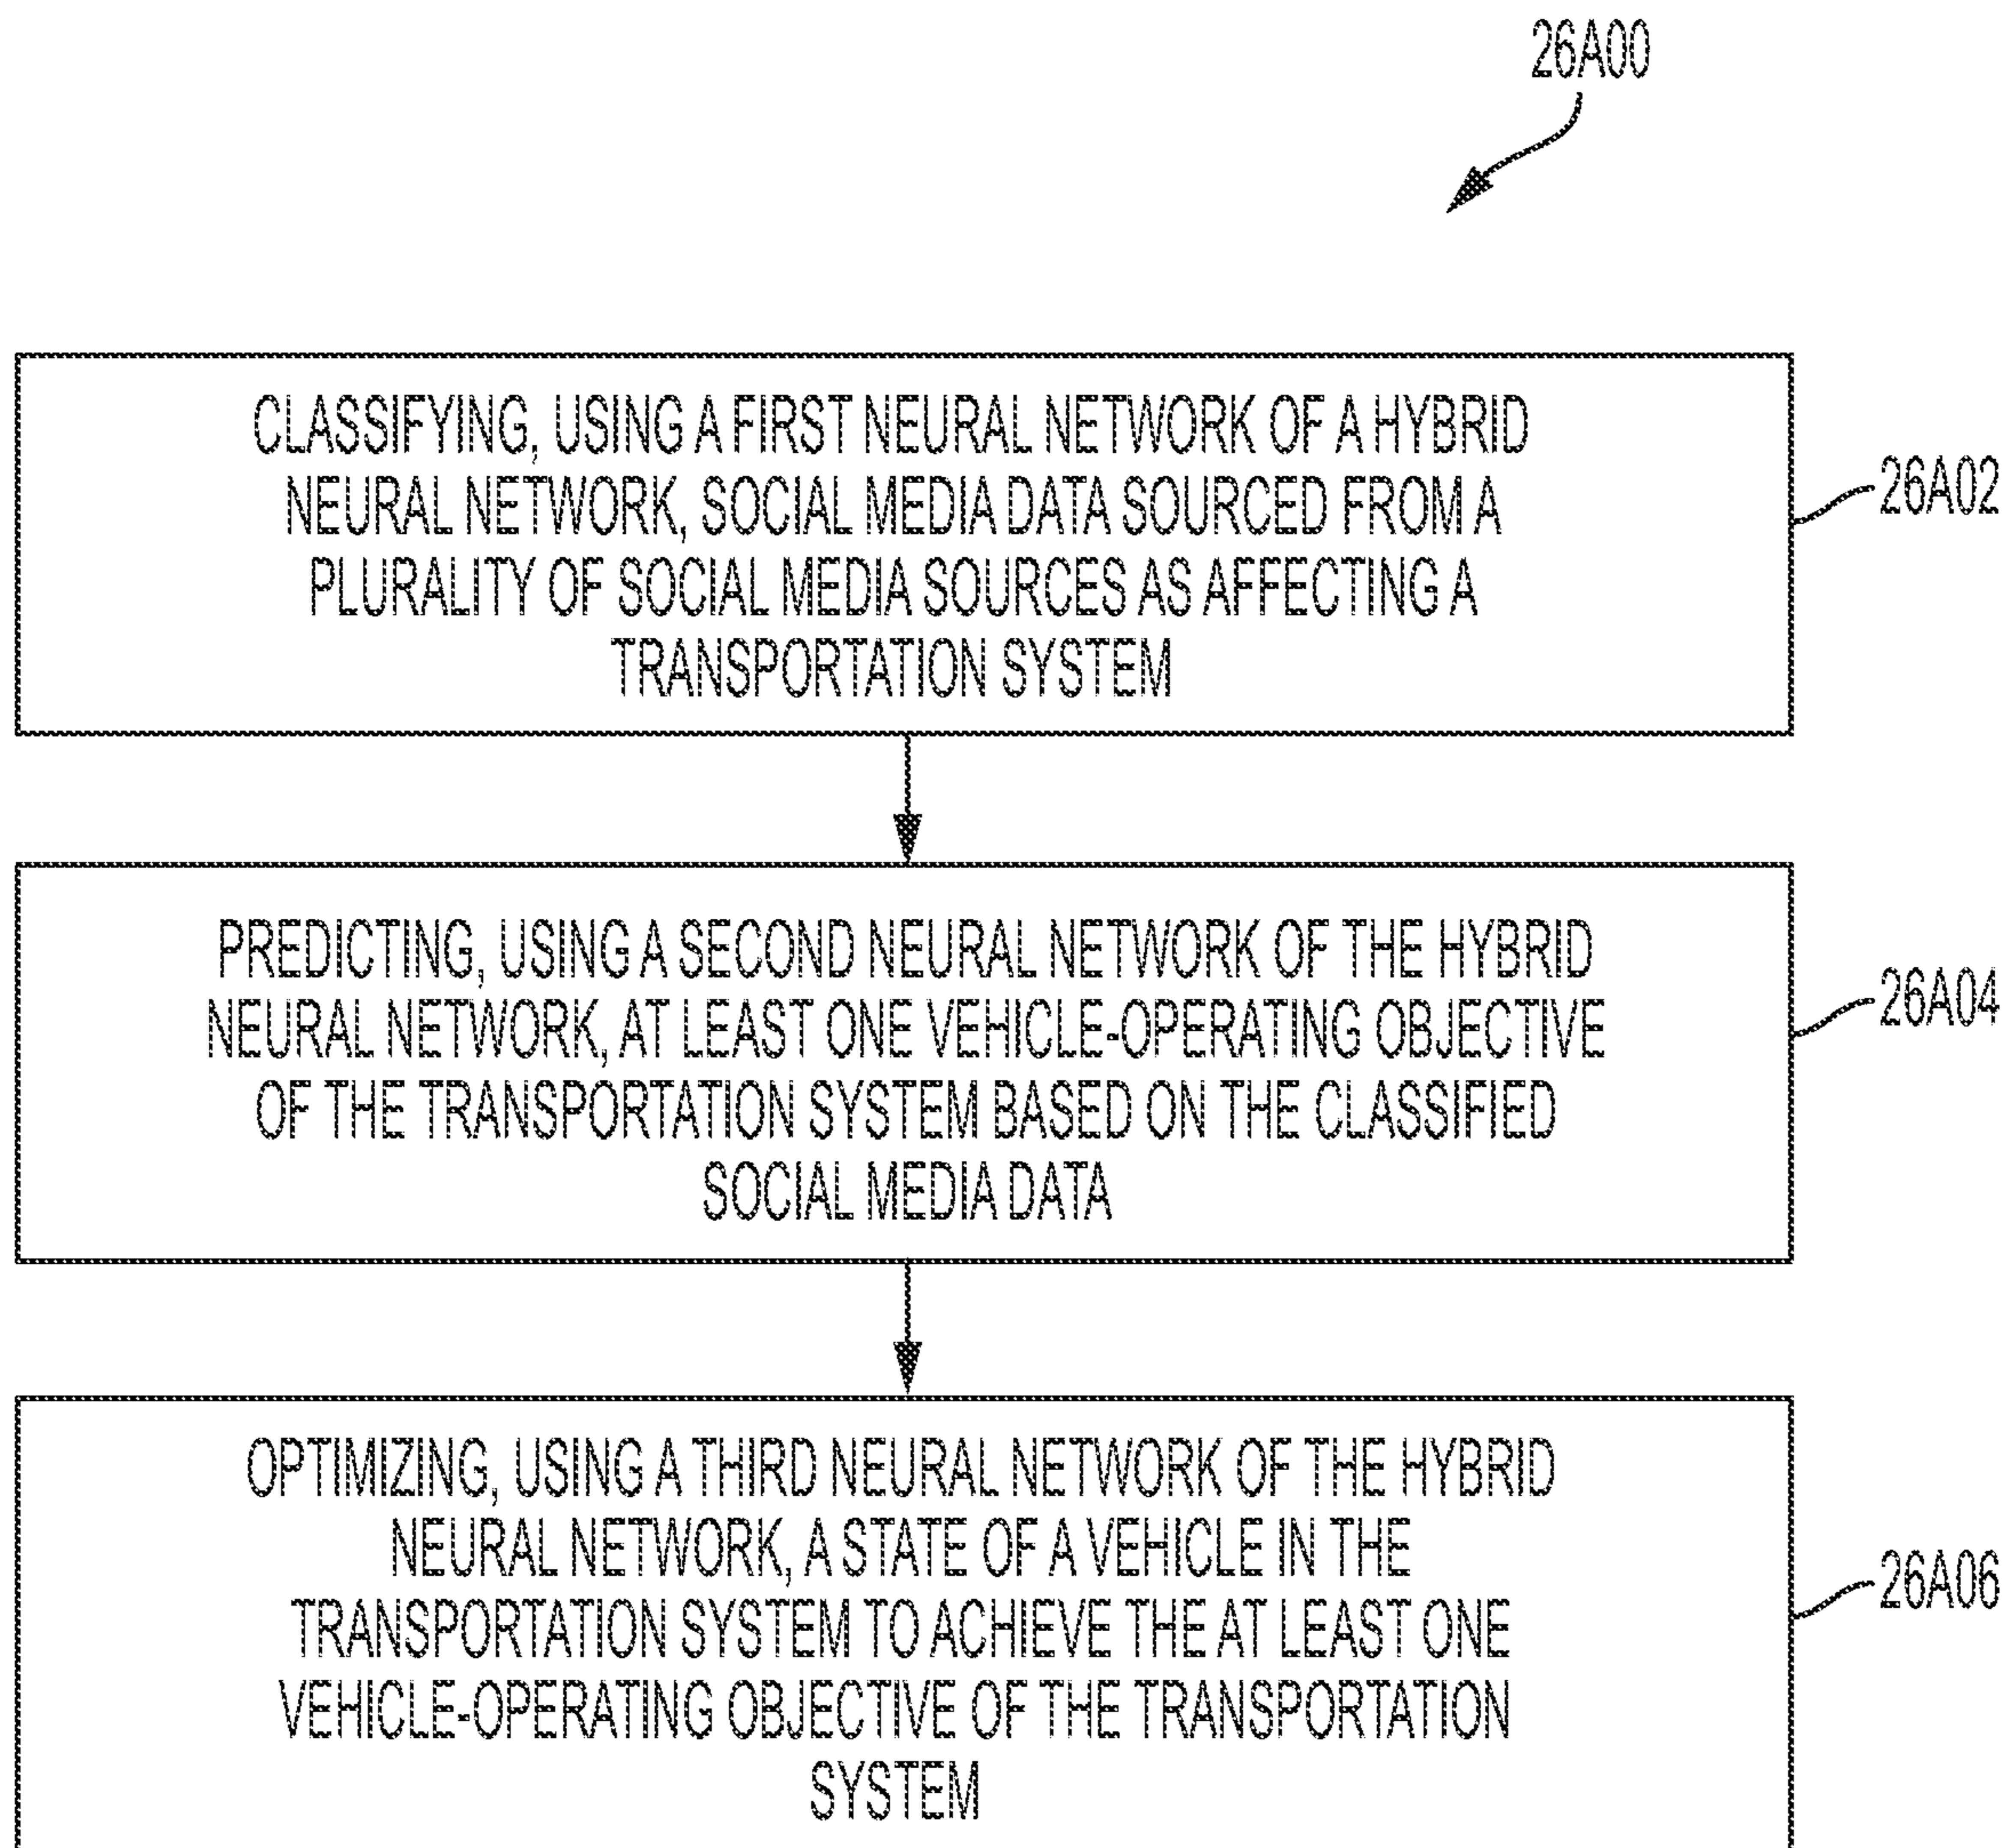 26A00
CLASSIFYING, USING A FIRST NEURAL NETWORK OF A HYBRID
NEURAL NETWORK, SOCIAL MEDIA DATA SOURCED FROM A
PLURALITY OF SOCIAL MEDIA SOURCES AS AFFECTING A
TRANSPORTATION SYSTEM
26A02
PREDICTING, USING A SECOND NEURAL NETWORK OF THE HYBRID
NEURAL NETWORK, AT LEAST ONE VEHICLE-OPERATING OBJECTIVE
OF THE TRANSPORTATION SYSTEM BASED ON THE CLASSIFIED
SOCIAL MEDIA DATA
26A04
OPTIMIZING, USING A THIRD NEURAL NETWORK OF THE HYBRID
NEURAL NETWORK, A STATE OF A VEHICLE IN THE
TRANSPORTATION SYSTEM TO ACHIEVE THE AT LEAST ONE
VEHICLE-OPERATING OBJECTIVE OF THE TRANSPORTATION
SYSTEM
26A06